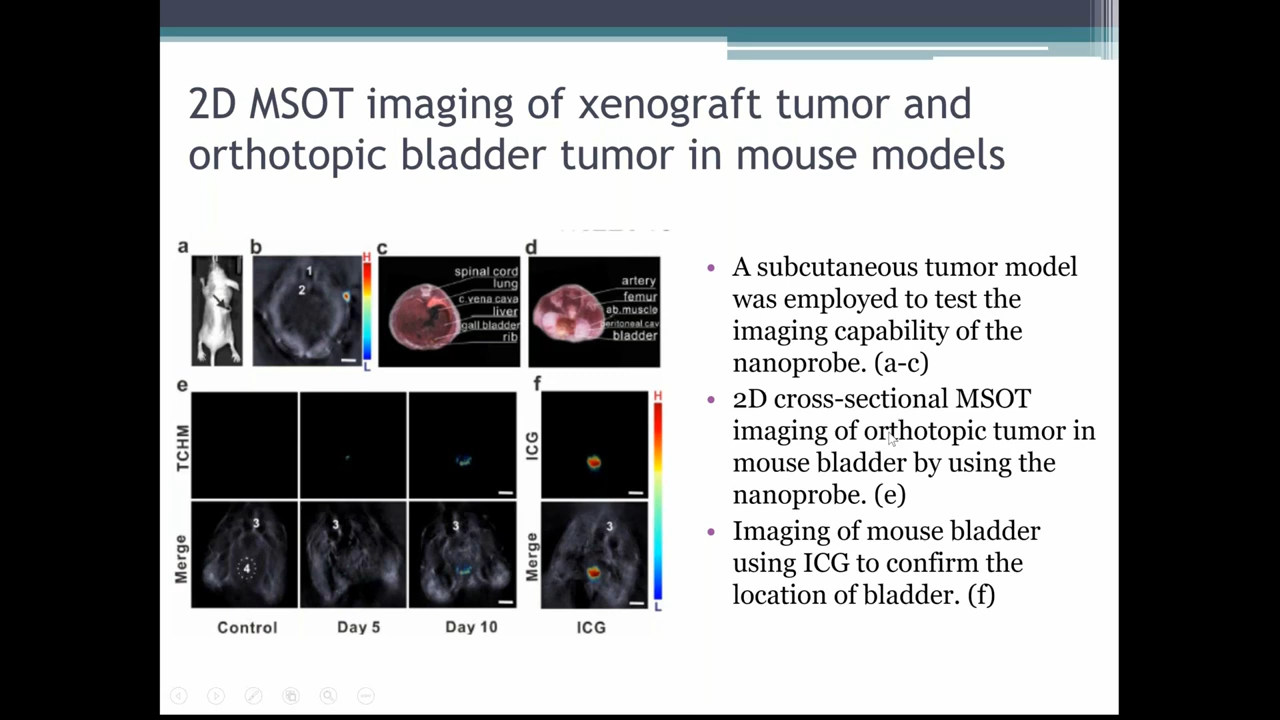 2D MSOT imaging of xenograft tumor and
orthotopic bladder tumor in mouse models
a
b
c
d
H
L
1
2
spinal cord
lung
c.vena cava
liver
gall bladder
rib
artery
femur
ab.muscle
peritoneal cav
bladder
e
f
TCHM
ICG
H
L
Merge
3
4
3
3
Merge
3
Control
Day 5
Day 10
ICG
• A subcutaneous tumor model
was employed to test the
imaging capability of the
nanoprobe. (a-c)
• 2D cross-sectional MSOT
imaging of orthotopic tumor in
mouse bladder by using the
nanoprobe. (e)
• Imaging of mouse bladder
using ICG to confirm the
location of bladder. (f)